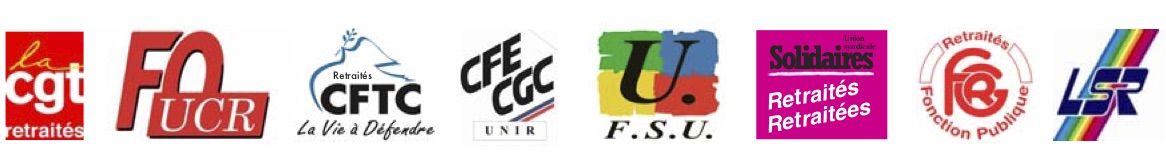 la
cgt
retraités
FO
UCR
Retraités
CFTC
La Vie à Défendre
CFE
CGC
UNIR
U.
F.S.U.
Union
syndicale
Solidaires
Retraités
Retraitées
Retraités
FGR
Fonction Publique
LSR